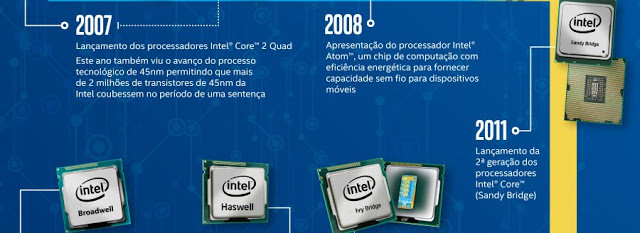 2007
Lançamento dos processadores Intel® Core™ 2 Quad
Este ano também viu o avanço do processo
tecnológico de 45nm permitindo que mais
de 2 milhões de transistores de 45nm da
Intel coubessem no período de uma sentença
2008
Apresentação do processador Intel®
Atom™, um chip de computação com
eficiência energética para fornecer
capacidade sem fio para dispositivos
móveis
intel
Sandy Bridge
2011
Lançamento da
2ª geração dos
processadores
Intel® Core™
(Sandy Bridge)
intel
Broadwell
intel
Haswell
intel
Ivy Bridge